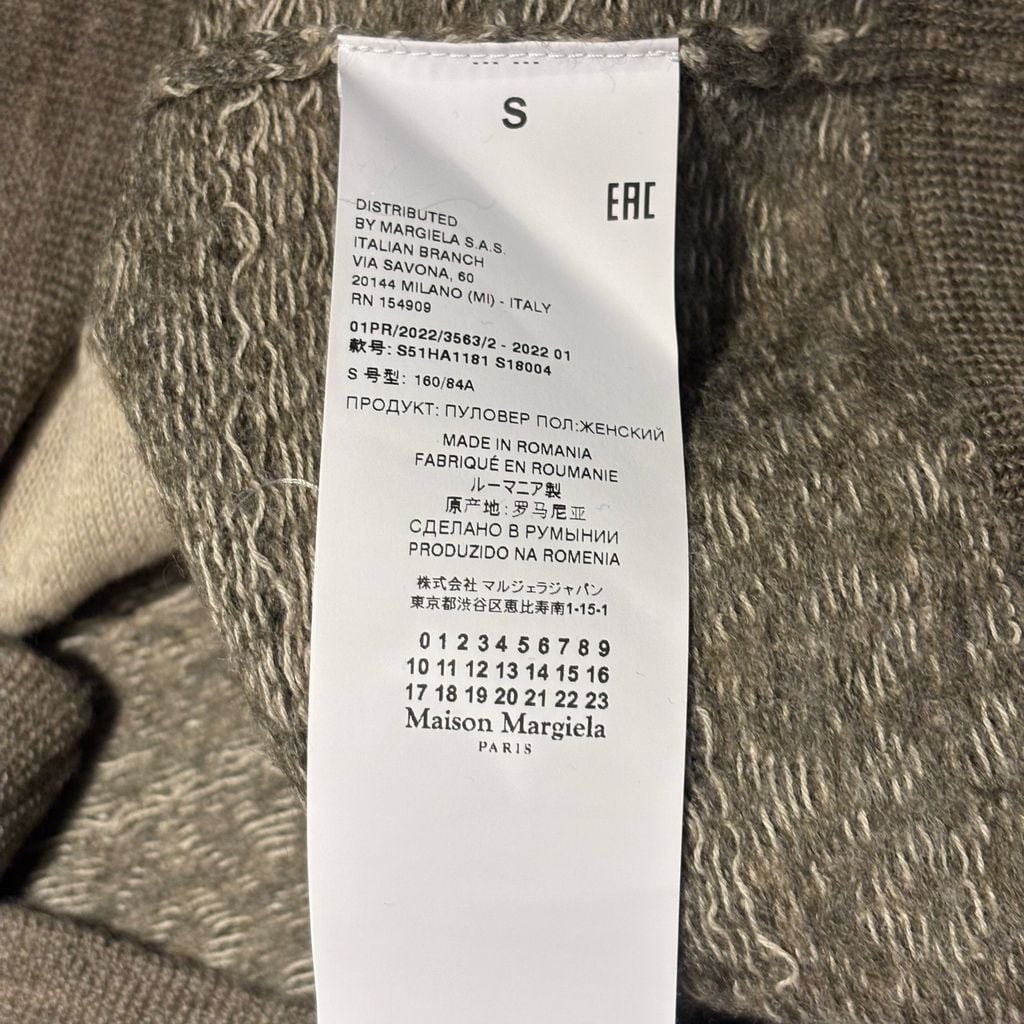 S
EAC
DISTRIBUTED
BY MARGIELA S.A.S.
ITALIAN BRANCH
VIA SAVONA, 60
20144 MILANO (MI) - ITALY
RN 154909
01PR/2022/3563/2 - 2022 01
款号: S51HA1181 S18004
S 号型: 160/84A
ПРОДУКТ: ПУЛОВЕР ПОЛ:ЖЕНСКИЙ
MADE IN ROMANIA
FABRIQUÉ EN ROUMANIE
ルーマニア製
原产地: 罗马尼亚
СДЕЛАНО В РУМЫНИИ
PRODUZIDO NA ROMENIA
株式会社 マルジェラジャパン
東京都渋谷区恵比寿南1-15-1
0 1 2 3 4 5 6 7 8 9
10 11 12 13 14 15 16
17 18 19 20 21 22 23
Maison Margiela
PARIS